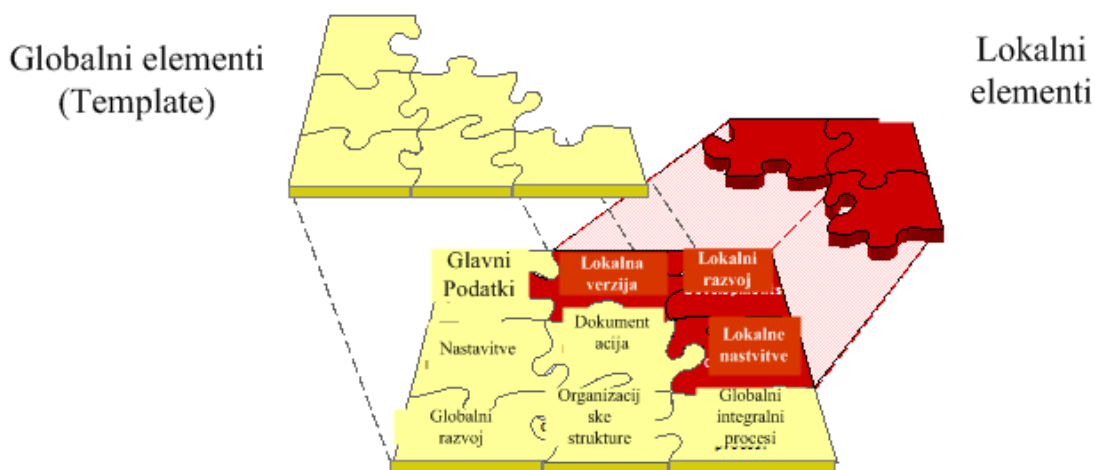 Globalni elementi
(Template)
Lokalni
elementi
Glavni
Podatki
Lokalna
verzija
Lokalni
razvoj
Nastavitve
Dokument
acija
Lokalne
nastvitve
Globalni
razvoj
Organizacij
ske
strukture
Globalni
integralni
procesi